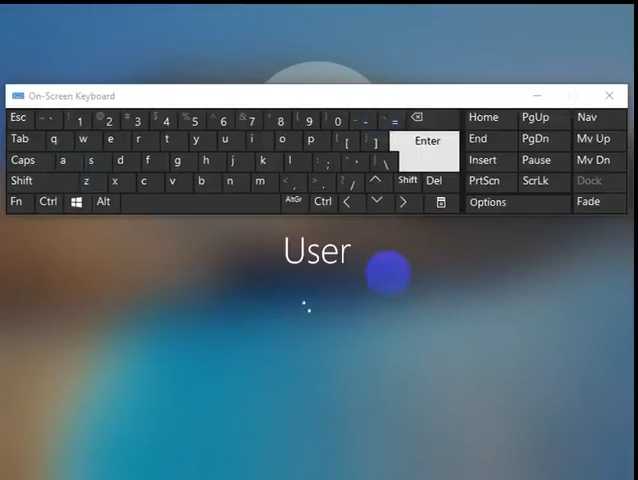 On-Screen Keyboard
Esc ~ ` ! 1 @ 2 # 3 $ 4 % 5 ^ 6 & 7 * 8 ( 9 ) 0 _ - + = Home PgUp Nav
Tab q w e r t y u i o p { [ } ] Enter End PgDn Mv Up
Caps a s d f g h j k l : ; " ' | \ Insert Pause Mv Dn
Shift z x c v b n m < , > . ? / Shift Del PrtScn ScrLk Dock
Fn Ctrl Alt AltGr Ctrl Options Fade
User